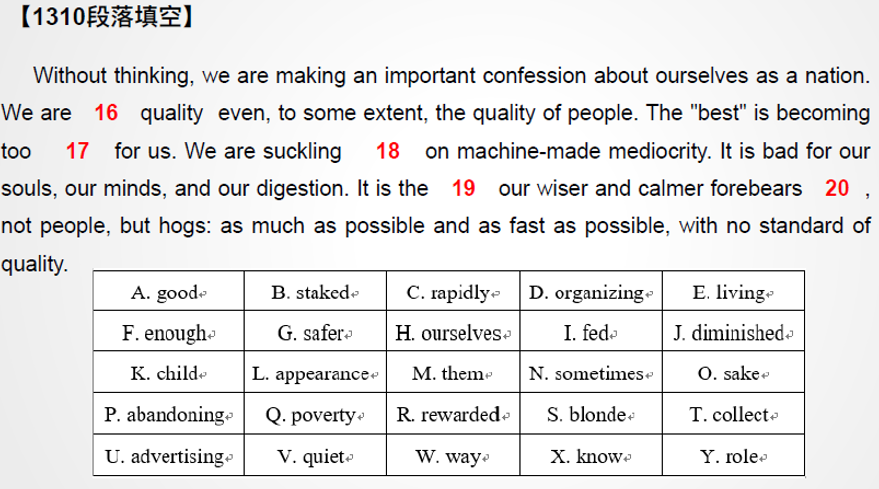 【1310段落填空】
Without thinking, we are making an important confession about ourselves as a nation.
We are 16 quality even, to some extent, the quality of people. The "best" is becoming
too 17 for us. We are suckling 18 on machine-made mediocrity. It is bad for our
souls, our minds, and our digestion. It is the 19 our wiser and calmer forebears 20 ,
not people, but hogs: as much as possible and as fast as possible, with no standard of
quality.
A. good B. staked C. rapidly D. organizing E. living
F. enough G. safer H. ourselves I. fed J. diminished
K. child L. appearance M. them N. sometimes O. sake
P. abandoning Q. poverty R. rewarded S. blonde T. collect
U. advertising V. quiet W. way X. know Y. role